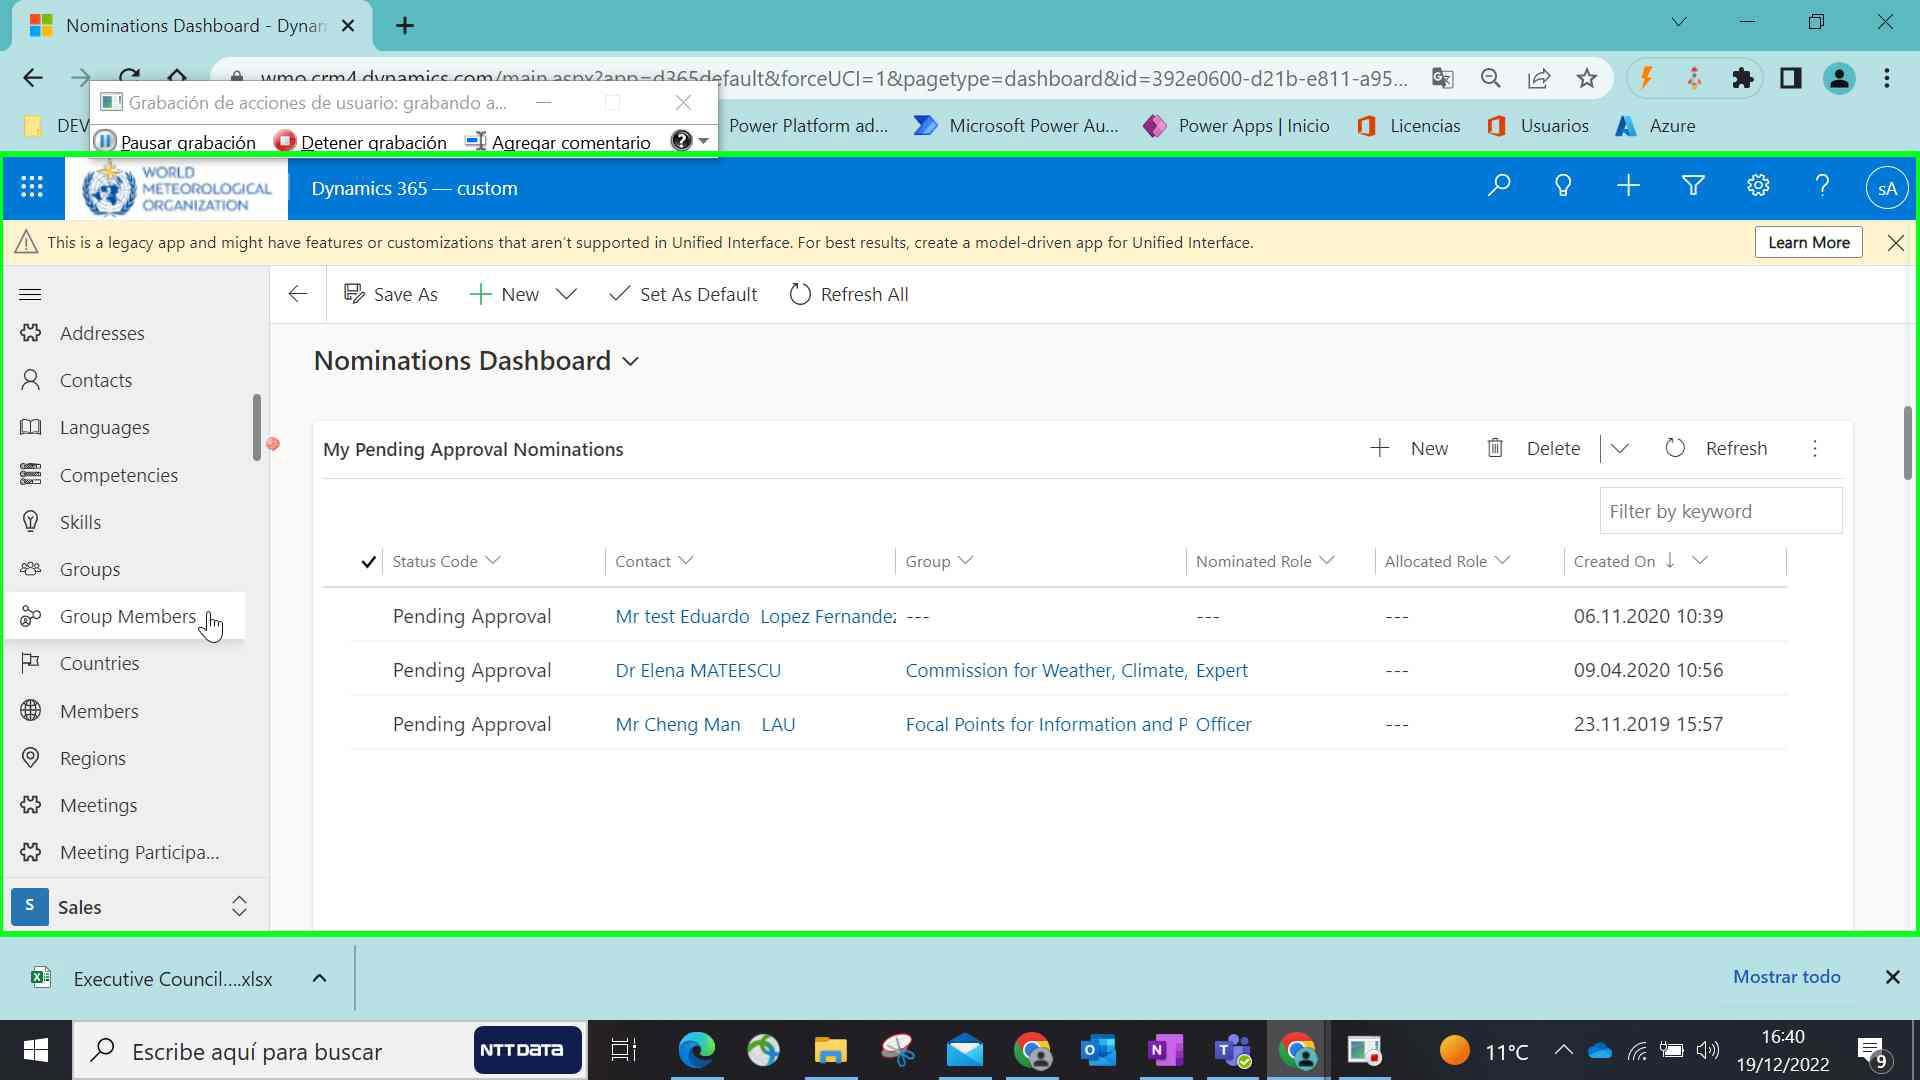 Nominations Dashboard - Dynam
wmo.crm4.dynamics.com/main.aspx?app=d365default&forceUCI=1&pagetype=dashboard&id=392e0600-d21b-e811-a95...
Grabación de acciones de usuario: grabando a...
DEV
Pausar grabación
Detener grabación
Agregar comentario
Power Platform ad...
Microsoft Power Au...
Power Apps | Inicio
Licencias
Usuarios
Azure
WORLD
METEOROLOGICAL
ORGANIZATION
Dynamics 365 — custom
sA
This is a legacy app and might have features or customizations that aren't supported in Unified Interface. For best results, create a model-driven app for Unified Interface.
Learn More
Save As
New
Set As Default
Refresh All
Addresses
Contacts
Languages
Competencies
Skills
Groups
Group Members
Countries
Members
Regions
Meetings
Meeting Participa...
S
Sales
Nominations Dashboard
My Pending Approval Nominations
New
Delete
Refresh
Filter by keyword
Status Code
Contact
Group
Nominated Role
Allocated Role
Created On
Pending Approval
Mr test Eduardo Lopez Fernandez
---
---
---
06.11.2020 10:39
Pending Approval
Dr Elena MATEESCU
Commission for Weather, Climate,
Expert
---
09.04.2020 10:56
Pending Approval
Mr Cheng Man LAU
Focal Points for Information and P
Officer
---
23.11.2019 15:57
Executive Council....xlsx
Mostrar todo
Escribe aquí para buscar
NTT DATA
11°C
16:40
19/12/2022
9